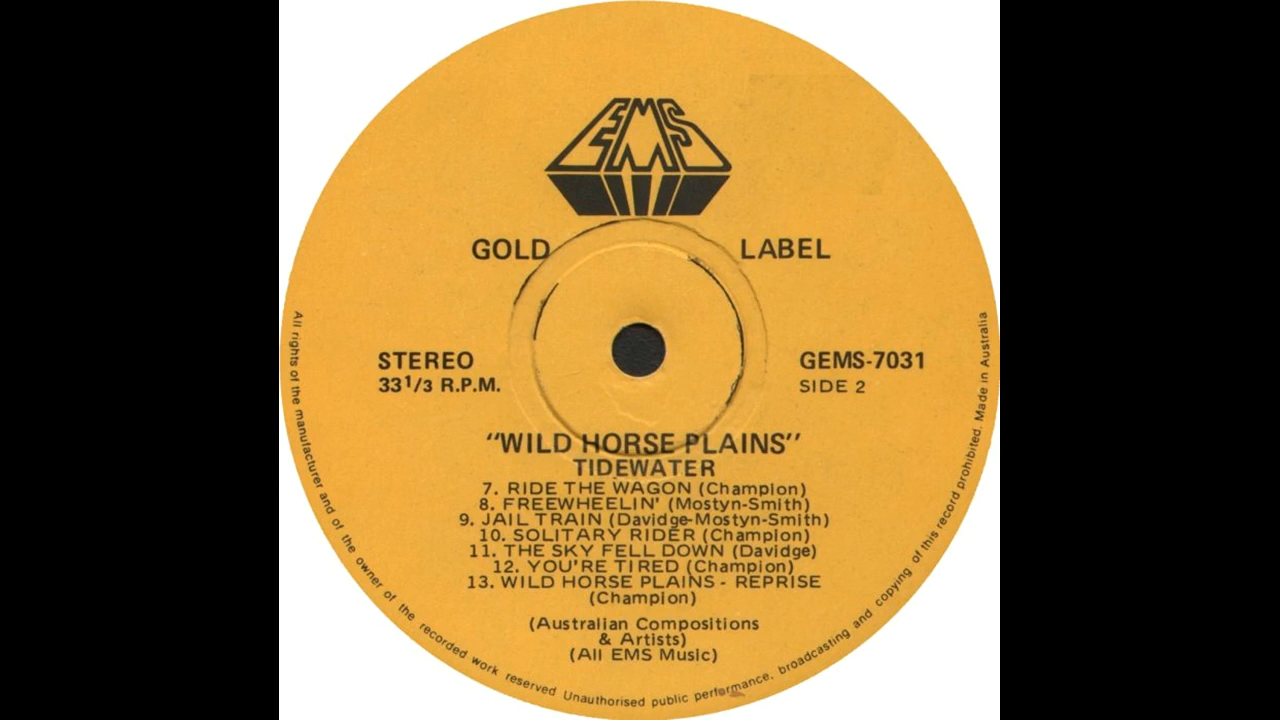 EMS
GOLD LABEL
STEREO
33 1/3 R.P.M.
GEMS-7031
SIDE 2
"WILD HORSE PLAINS"
TIDEWATER
7. RIDE THE WAGON (Champion)
8. FREEWHEELIN' (Mostyn-Smith)
9. JAIL TRAIN (Davidge-Mostyn-Smith)
10. SOLITARY RIDER (Champion)
11. THE SKY FELL DOWN (Davidge)
12. YOU'RE TIRED (Champion)
13. WILD HORSE PLAINS - REPRISE
(Champion)
(Australian Compositions
& Artists)
(All EMS Music)
All rights of the manufacturer and of the owner of the recorded work reserved Unauthorised public performance, broadcasting and copying of this record prohibited. Made in Australia